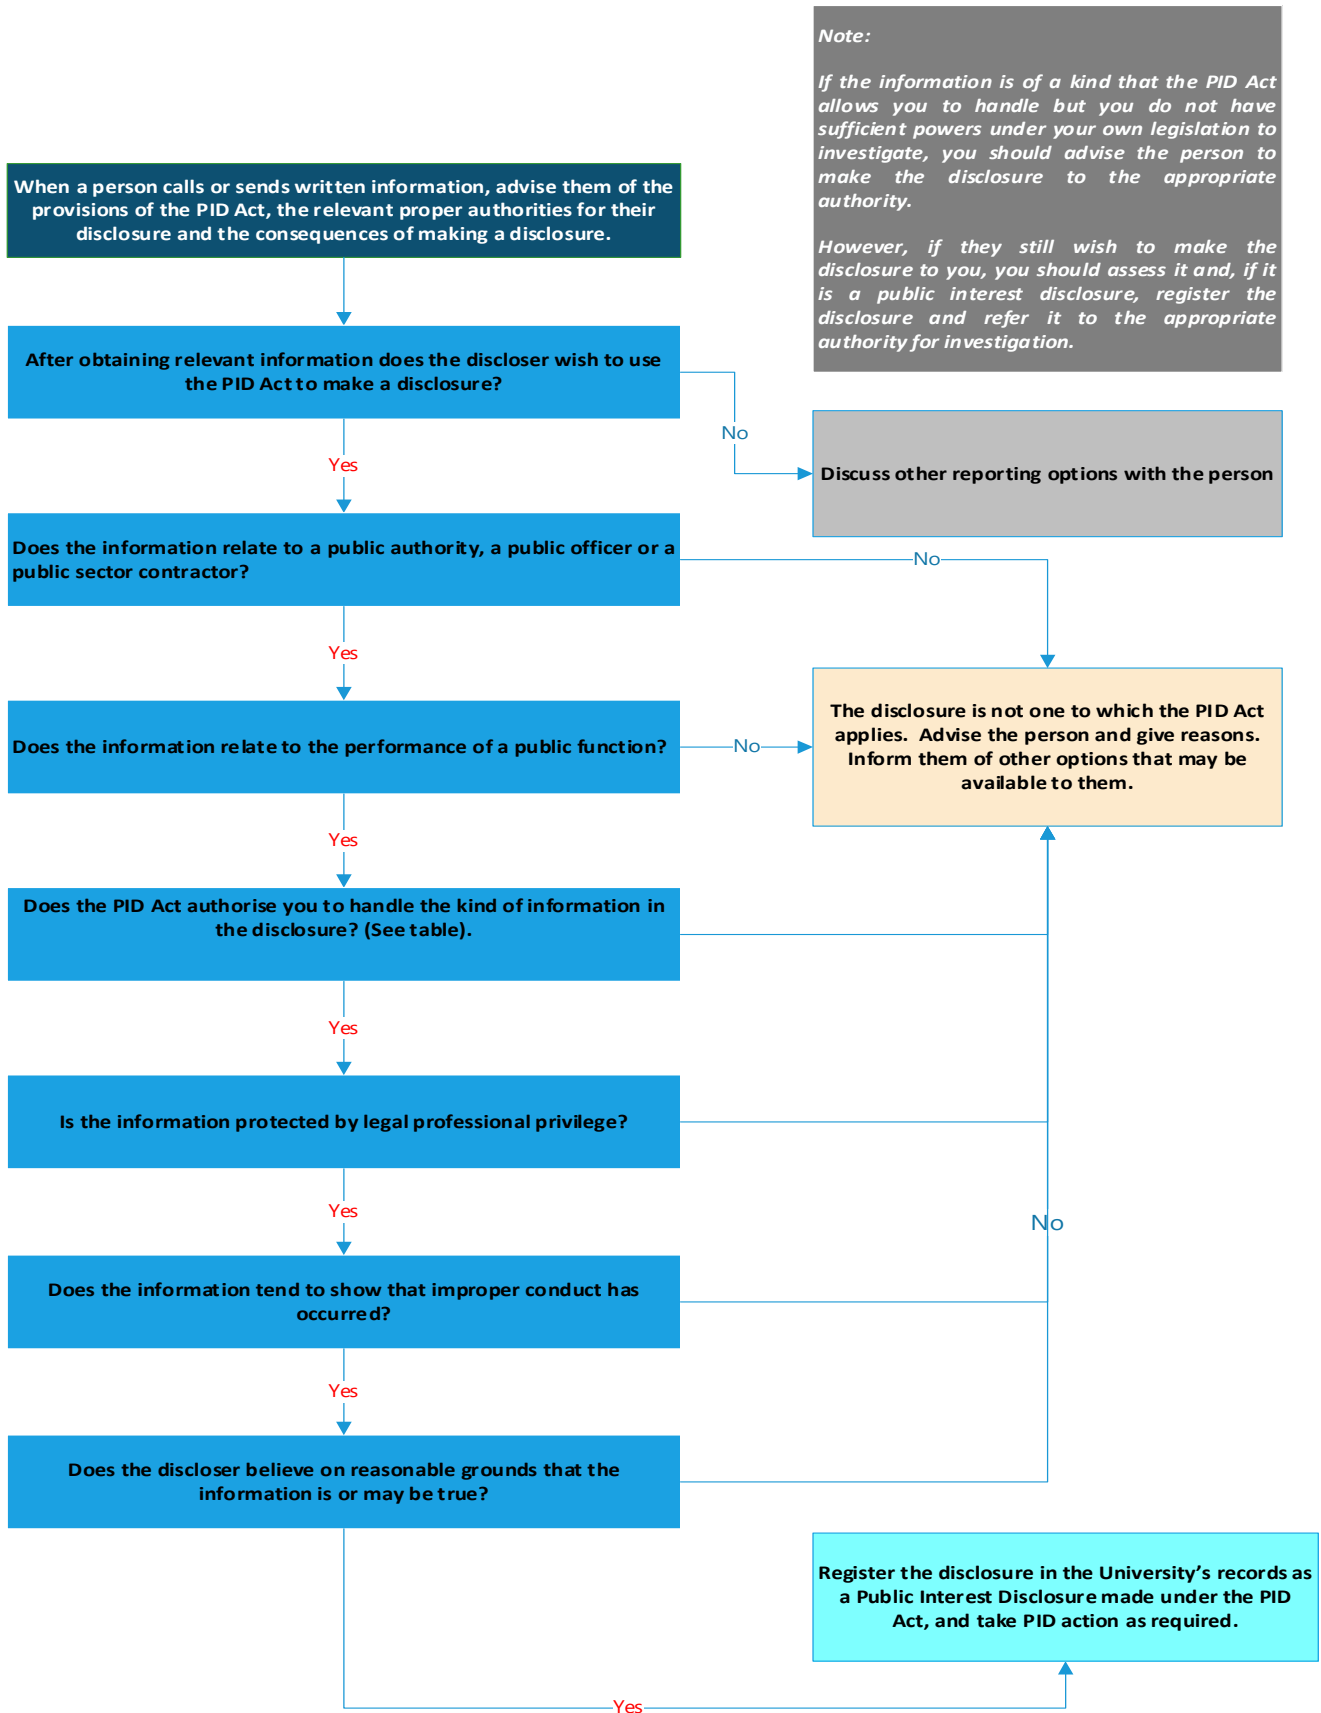 Note:
If the information is of a kind that the PID Act
allows you to handle but you do not have
sufficient powers under your own legislation to
investigate, you should advise the person to
make the disclosure to the appropriate
authority.
However, if they still wish to make the
disclosure to you, you should assess it and, if it
is a public interest disclosure, register the
disclosure and refer it to the appropriate
authority for investigation.
When a person calls or sends written information, advise them of the
provisions of the PID Act, the relevant proper authorities for their
disclosure and the consequences of making a disclosure.
After obtaining relevant information does the discloser wish to use
the PID Act to make a disclosure?
No
Discuss other reporting options with the person
Yes
Does the information relate to a public authority, a public officer or a
public sector contractor?
No
Yes
Does the information relate to the performance of a public function?
No
The disclosure is not one to which the PID Act
applies. Advise the person and give reasons.
Inform them of other options that may be
available to them.
Yes
Does the PID Act authorise you to handle the kind of information in
the disclosure? (See table).
Yes
Is the information protected by legal professional privilege?
Yes
No
Does the information tend to show that improper conduct has
occurred?
Yes
Does the discloser believe on reasonable grounds that the
information is or may be true?
Register the disclosure in the University’s records as
a Public Interest Disclosure made under the PID
Act, and take PID action as required.
Yes